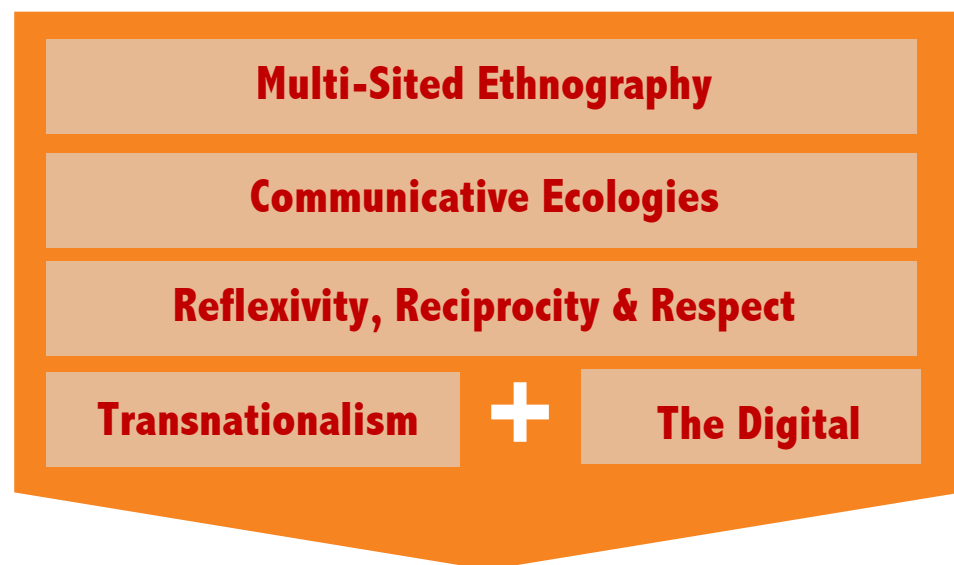 Multi-Sited Ethnography
Communicative Ecologies
Reflexivity, Reciprocity & Respect
Transnationalism + The Digital